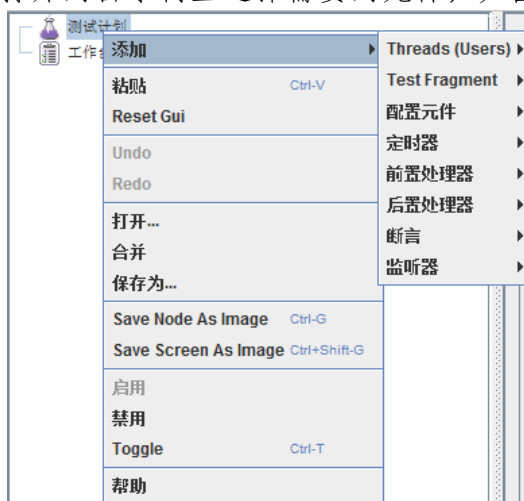 测试计划
工作
添加
Threads (Users)
粘贴 Ctrl-V
Test Fragment
Reset Gui
配置元件
定时器
Undo
前置处理器
Redo
后置处理器
打开...
断言
合并
监听器
保存为...
Save Node As Image Ctrl-G
Save Screen As Image Ctrl+Shift-G
启用
禁用
Toggle Ctrl-T
帮助